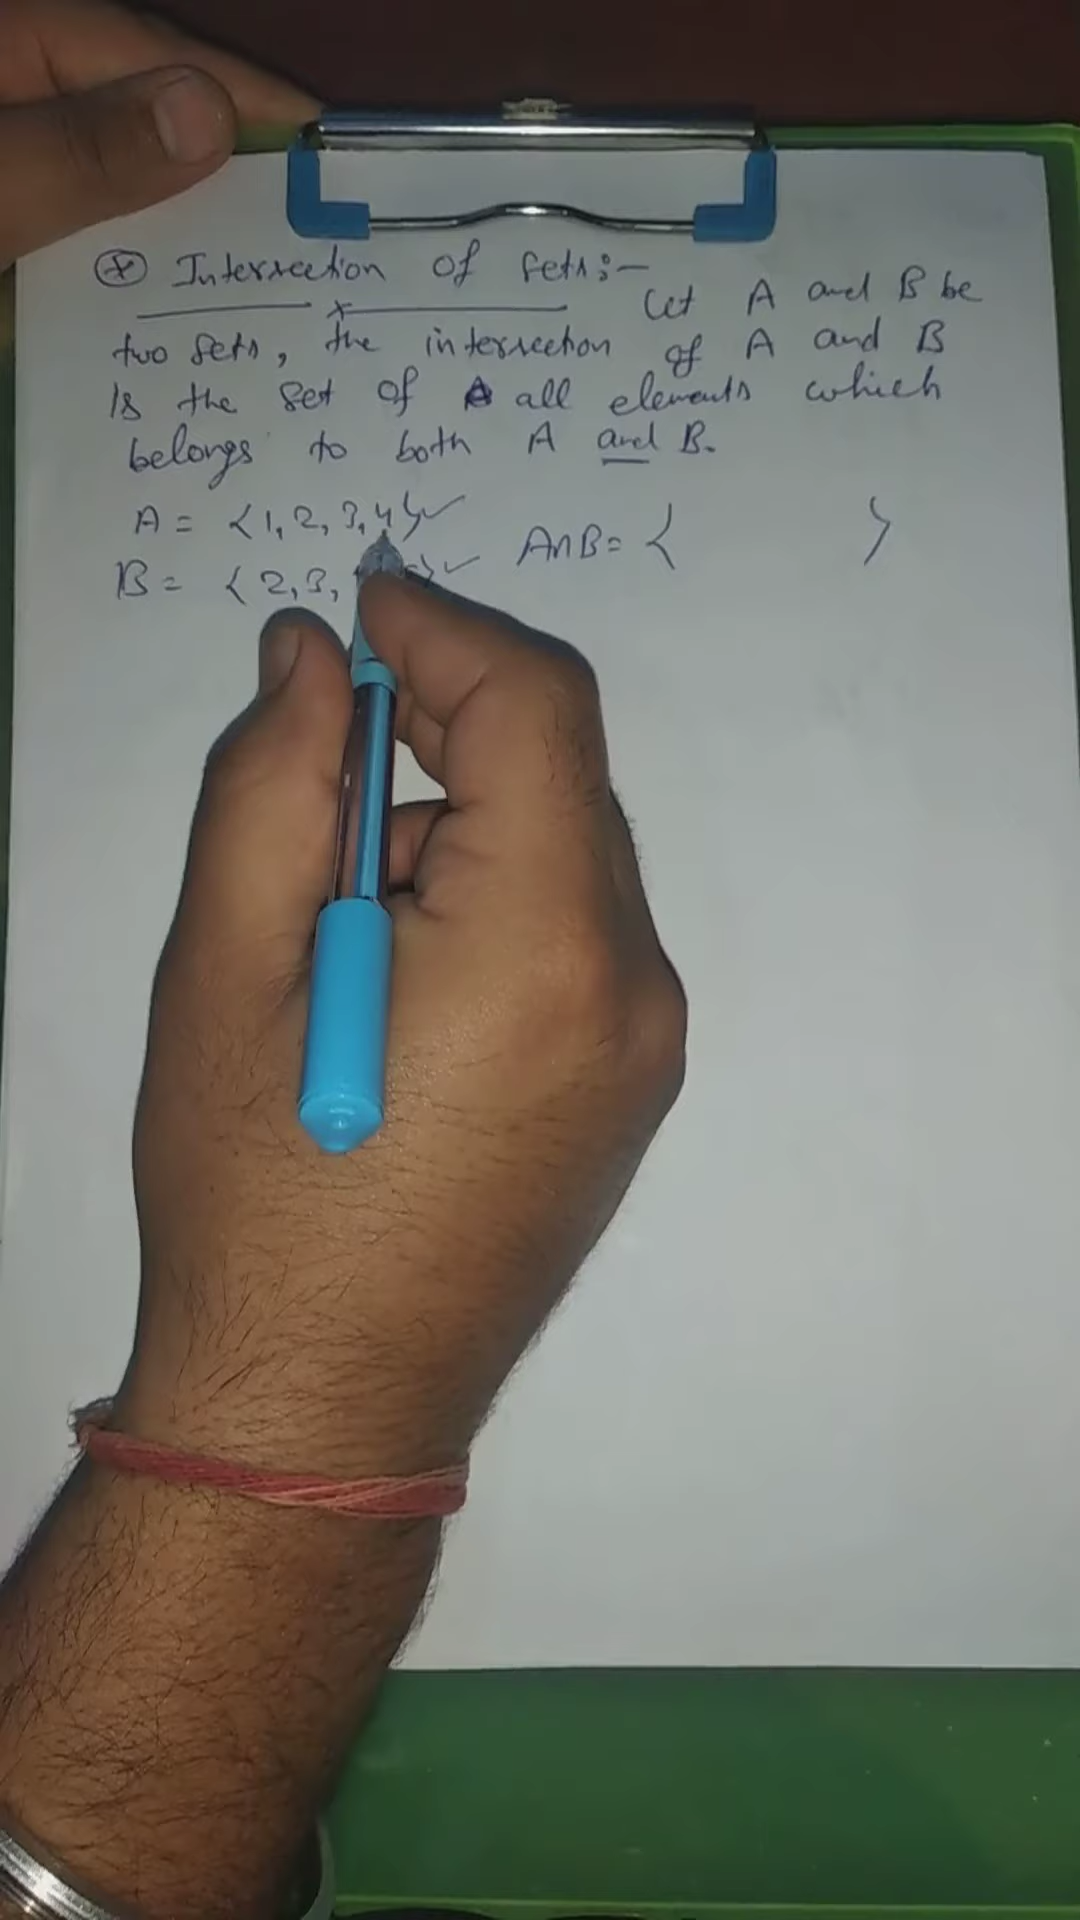 Intersection of sets:-
Let A and B be
two sets, the intersection of A and B
Is the set of all elements which
belongs to both A and B.
A = {1, 2, 3, 4}
B = {2, 3,
A∩B = { }